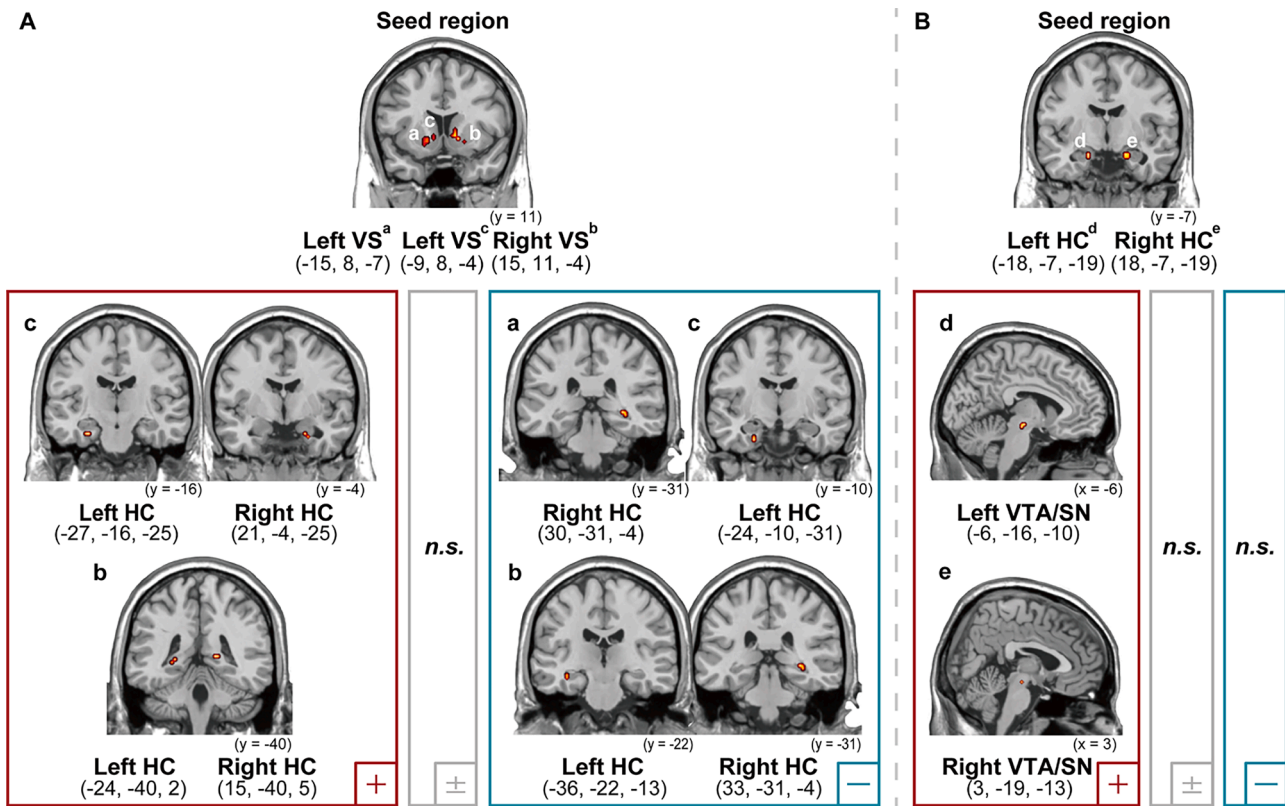 A
Seed region
c
a
b
(y = 11)
Left VSᵃ Left VSᶜ Right VSᵇ
(-15, 8, -7) (-9, 8, -4) (15, 11, -4)
c
(y = -16)
(y = -4)
Left HC Right HC
(-27, -16, -25) (21, -4, -25)
b
(y = -40)
Left HC Right HC
(-24, -40, 2) (15, -40, 5)
+
n.s.
±
a
c
(y = -31)
(y = -10)
Right HC Left HC
(30, -31, -4) (-24, -10, -31)
b
(y = -22)
(y = -31)
Left HC Right HC
(-36, -22, -13) (33, -31, -4)
−
B
Seed region
d
e
(y = -7)
Left HCᵈ Right HCᵉ
(-18, -7, -19) (18, -7, -19)
d
(x = -6)
Left VTA/SN
(-6, -16, -10)
e
(x = 3)
Right VTA/SN
(3, -19, -13)
+
n.s.
±
n.s.
−